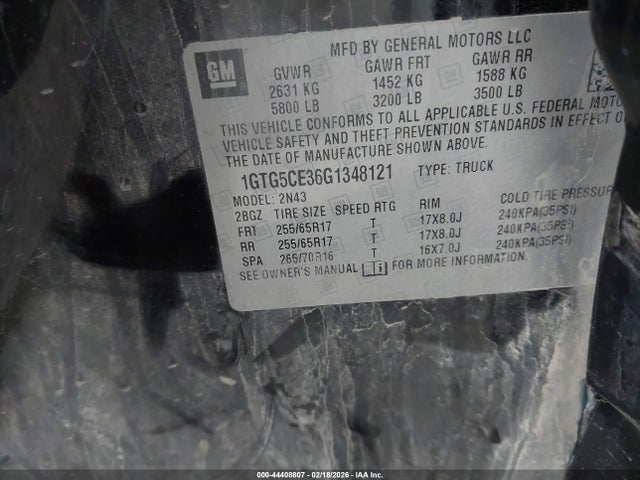 MFD BY GENERAL MOTORS LLC
GM GVWR GAWR FRT GAWR RR
2631 KG 1452 KG 1588 KG
5800 LB 3200 LB 3500 LB
THIS VEHICLE CONFORMS TO ALL APPLICABLE U.S. FEDERAL MOTO
VEHICLE SAFETY AND THEFT PREVENTION STANDARDS IN EFFECT O
THE DATE OF MANUFACTURE SHOWN ABOVE.
1GTG5CE36G1348121 TYPE: TRUCK
MODEL: 2N43
2BGZ TIRE SIZE SPEED RTG RIM COLD TIRE PRESSUR
FRT 255/65R17 T 17X8.0J 240KPA(35PSI)
RR 255/65R17 T 17X8.0J 240KPA(35PSI)
SPA 265/70R16 T 16X7.0J 240KPA(35PSI)
SEE OWNER'S MANUAL FOR MORE INFORMATION.
000-44408807 - 02/18/2026 - IAA Inc.